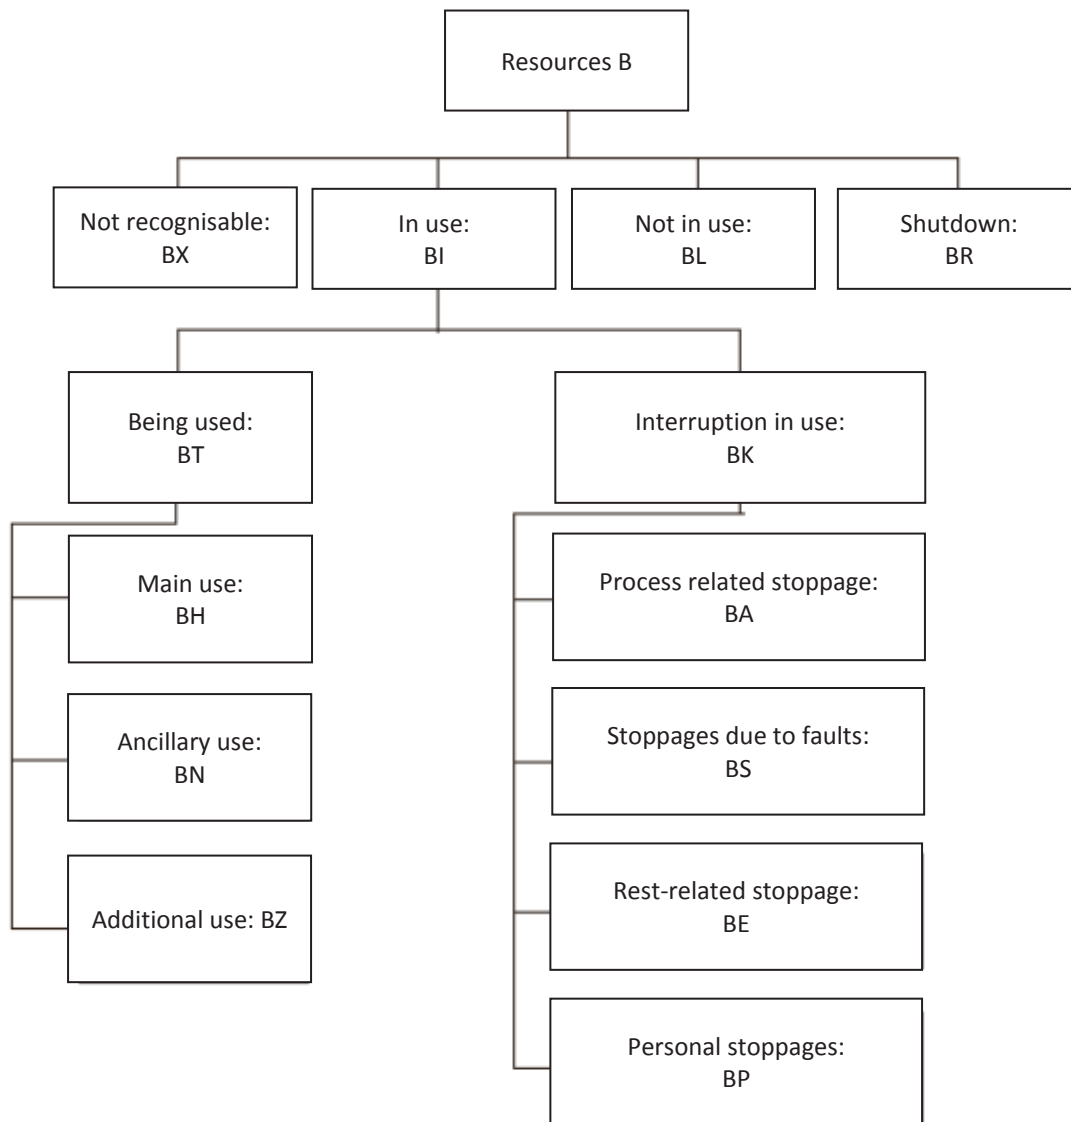 Resources B
Not recognisable:
BX
In use:
BI
Not in use:
BL
Shutdown:
BR
Being used:
BT
Interruption in use:
BK
Main use:
BH
Process related stoppage:
BA
Ancillary use:
BN
Stoppages due to faults:
BS
Additional use: BZ
Rest-related stoppage:
BE
Personal stoppages:
BP